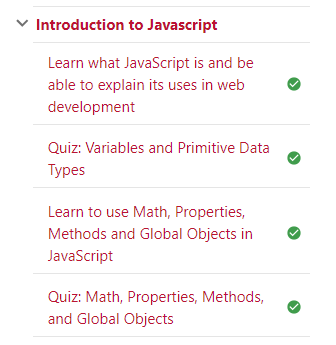 Introduction to Javascript
Learn what JavaScript is and be
able to explain its uses in web
development
Quiz: Variables and Primitive Data
Types
Learn to use Math, Properties,
Methods and Global Objects in
JavaScript
Quiz: Math, Properties, Methods,
and Global Objects